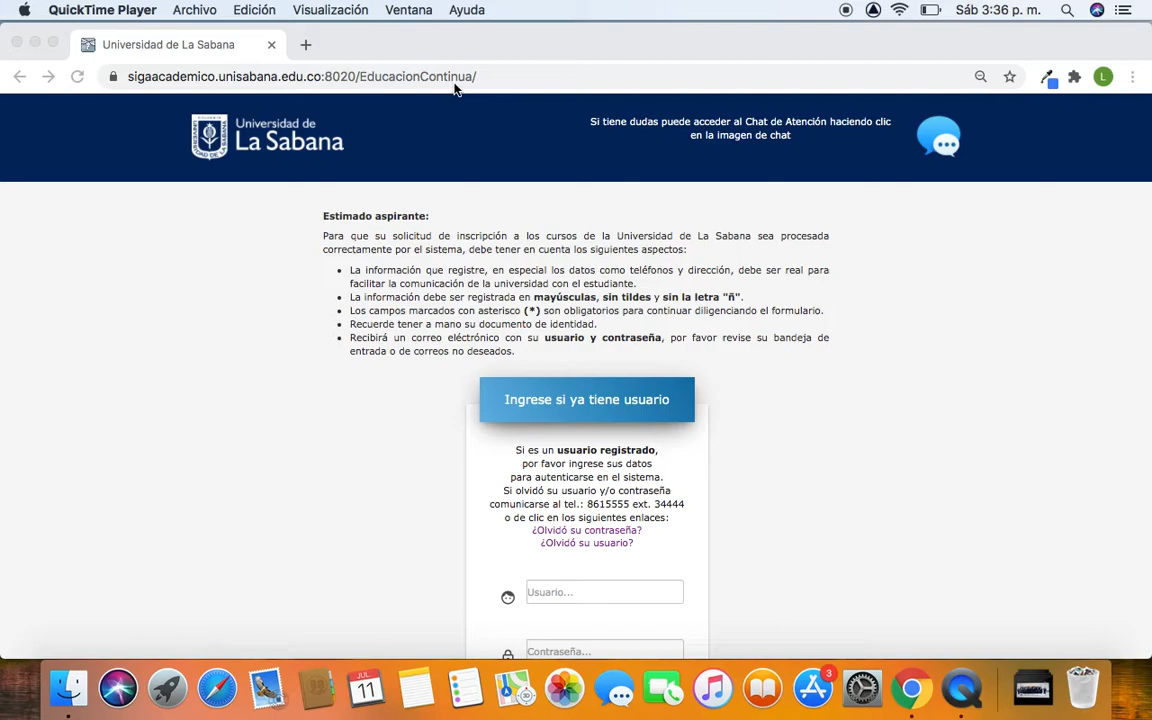 QuickTime Player Archivo Edición Visualización Ventana Ayuda Sáb 3:36 p. m.
Universidad de La Sabana
sigaacademico.unisabana.edu.co:8020/EducacionContinua/
L
Universidad de
La Sabana
Si tiene dudas puede acceder al Chat de Atención haciendo clic
en la imagen de chat
Estimado aspirante:
Para que su solicitud de inscripción a los cursos de la Universidad de La Sabana sea procesada
correctamente por el sistema, debe tener en cuenta los siguientes aspectos:
• La información que registre, en especial los datos como teléfonos y dirección, debe ser real para
facilitar la comunicación de la universidad con el estudiante.
• La información debe ser registrada en mayúsculas, sin tildes y sin la letra "ñ".
• Los campos marcados con asterisco (*) son obligatorios para continuar diligenciando el formulario.
• Recuerde tener a mano su documento de identidad.
• Recibirá un correo eléctrónico con su usuario y contraseña, por favor revise su bandeja de
entrada o de correos no deseados.
Ingrese si ya tiene usuario
Si es un usuario registrado,
por favor ingrese sus datos
para autenticarse en el sistema.
Si olvidó su usuario y/o contraseña
comunicarse al tel.: 8615555 ext. 34444
o de clic en los siguientes enlaces:
¿Olvidó su contraseña?
¿Olvidó su usuario?
Usuario...
Contraseña...
JUL.
11
3